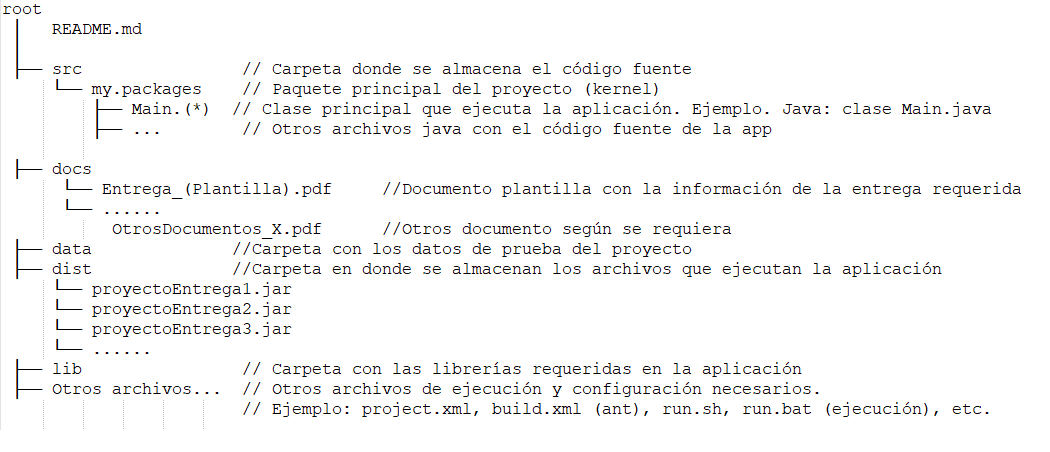 root
README.md
├── src // Carpeta donde se almacena el código fuente
└── my.packages // Paquete principal del proyecto (kernel)
├── Main.(*) // Clase principal que ejecuta la aplicación. Ejemplo. Java: clase Main.java
├── ... // Otros archivos java con el código fuente de la app
├── docs
└── Entrega_(Plantilla).pdf //Documento plantilla con la información de la entrega requerida
└── ......
OtrosDocumentos_X.pdf //Otros documento según se requiera
├── data //Carpeta con los datos de prueba del proyecto
├── dist //Carpeta en donde se almacenan los archivos que ejecutan la aplicación
└── proyectoEntrega1.jar
└── proyectoEntrega2.jar
└── proyectoEntrega3.jar
└── ......
├── lib // Carpeta con las librerías requeridas en la aplicación
├── Otros archivos... // Otros archivos de ejecución y configuración necesarios.
// Ejemplo: project.xml, build.xml (ant), run.sh, run.bat (ejecución), etc.